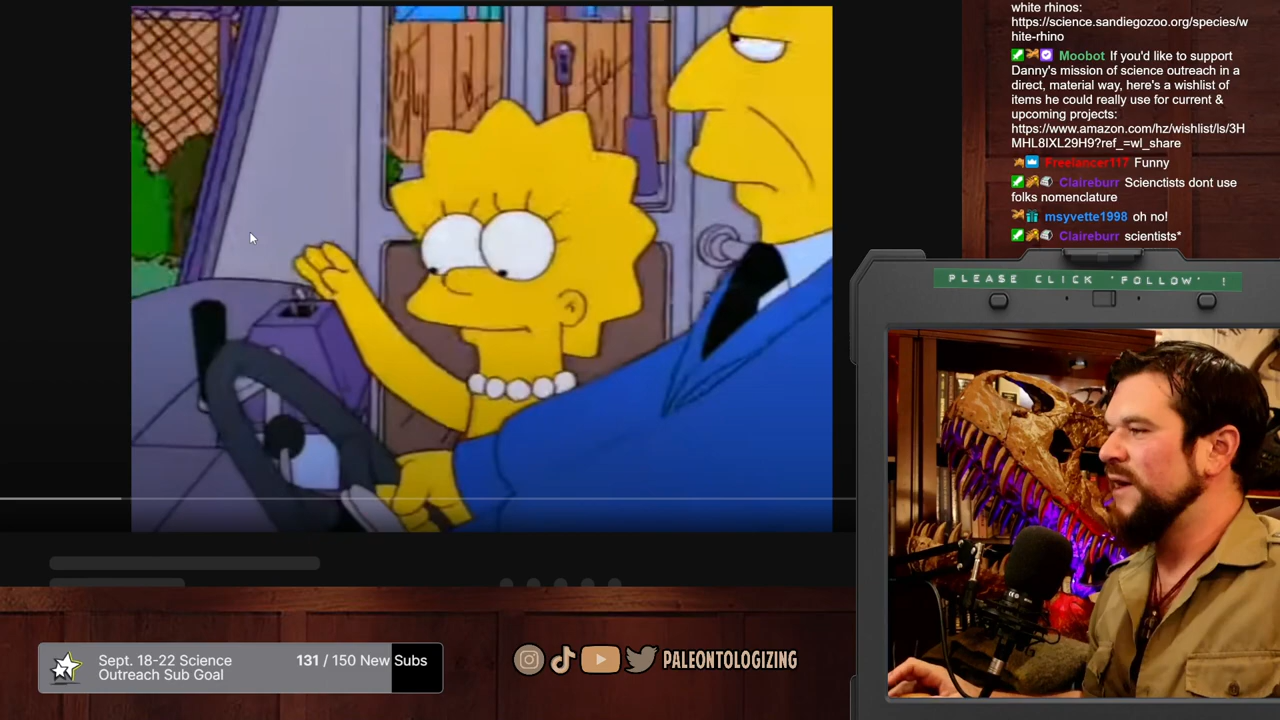 white rhinos:
https://science.sandiegozoo.org/species/w
hite-rhino
Moobot If you'd like to support
Danny's mission of science outreach in a
direct, material way, here's a wishlist of
items he could really use for current &
upcoming projects:
https://www.amazon.com/hz/wishlist/ls/3H
MHL8IXL29H9?ref_=wl_share
Freelancer117 Funny
Claireburr Scienctists dont use
folks nomenclature
msyvette1998 oh no!
Claireburr scientists*
PLEASE CLICK 'FOLLOW' !
Sept. 18-22 Science
Outreach Sub Goal
131 / 150 New Subs
PALEONTOLOGIZING